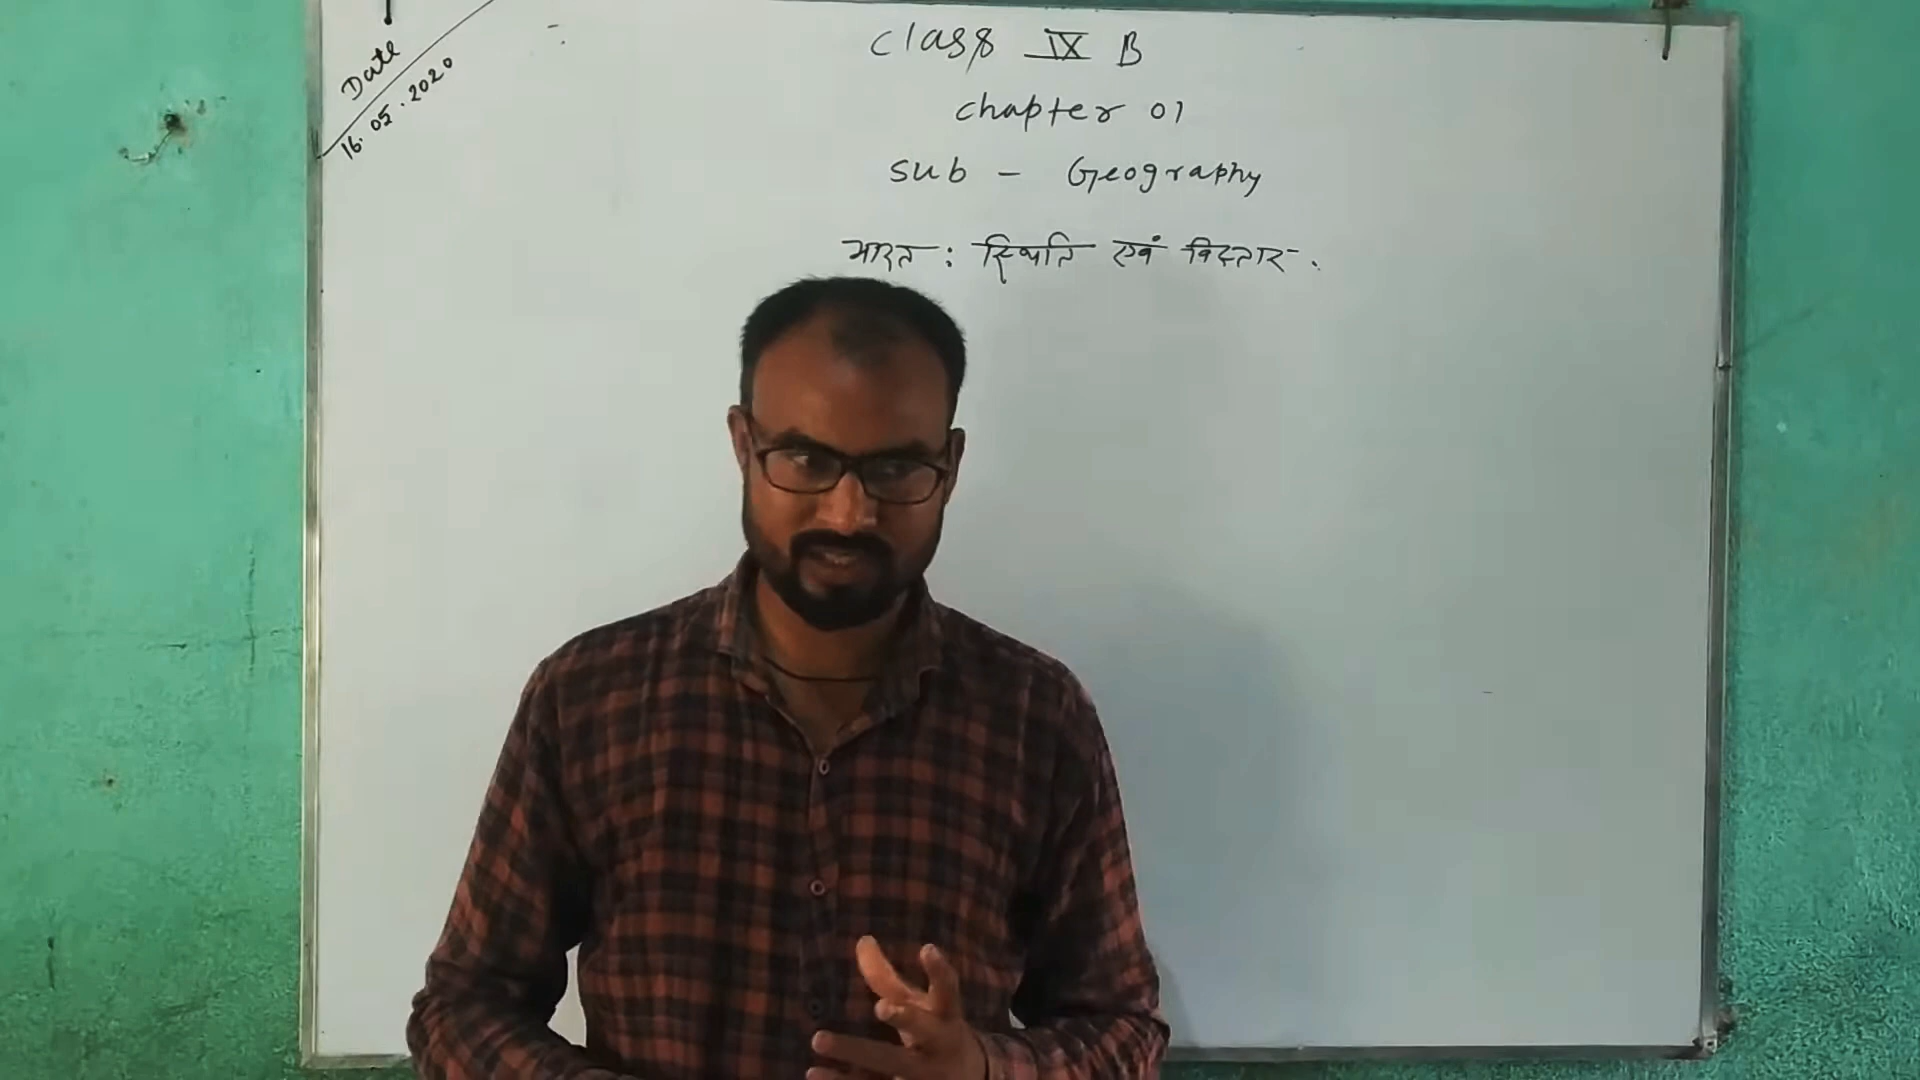 Date
16.05.2020
Class IX B
Chapter 01
Sub - Geography
भारत : स्थिति एवं विस्तार .